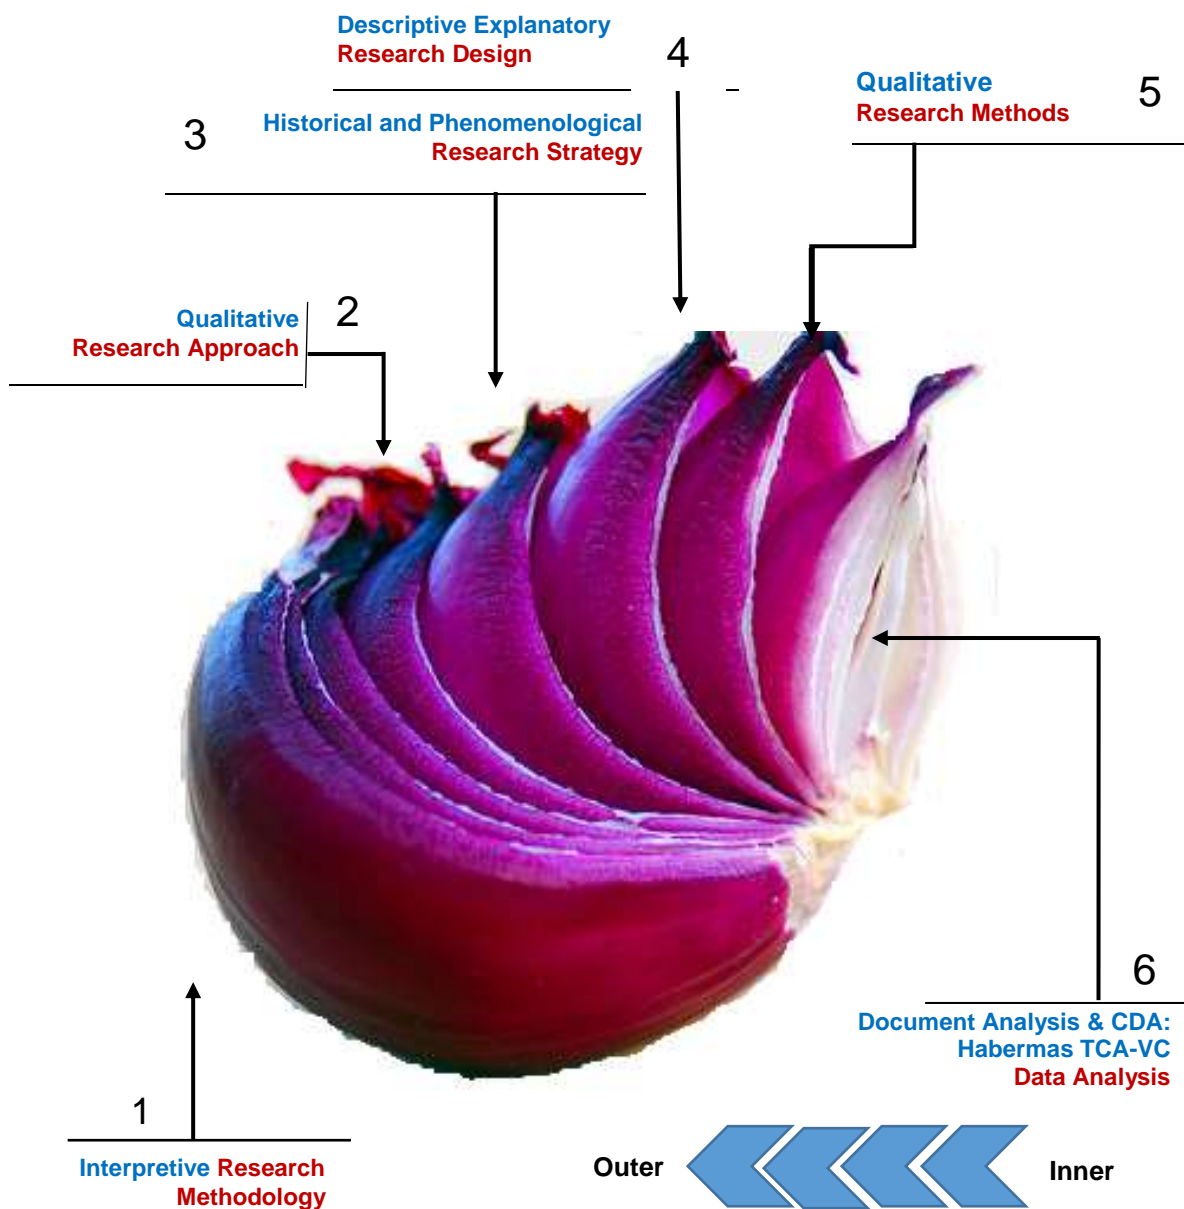 Descriptive Explanatory
Research Design
4
Qualitative
Research Methods
5
3
Historical and Phenomenological
Research Strategy
Qualitative
Research Approach
2
6
Document Analysis & CDA:
Habermas TCA-VC
Data Analysis
1
Interpretive Research
Methodology
Outer
Inner